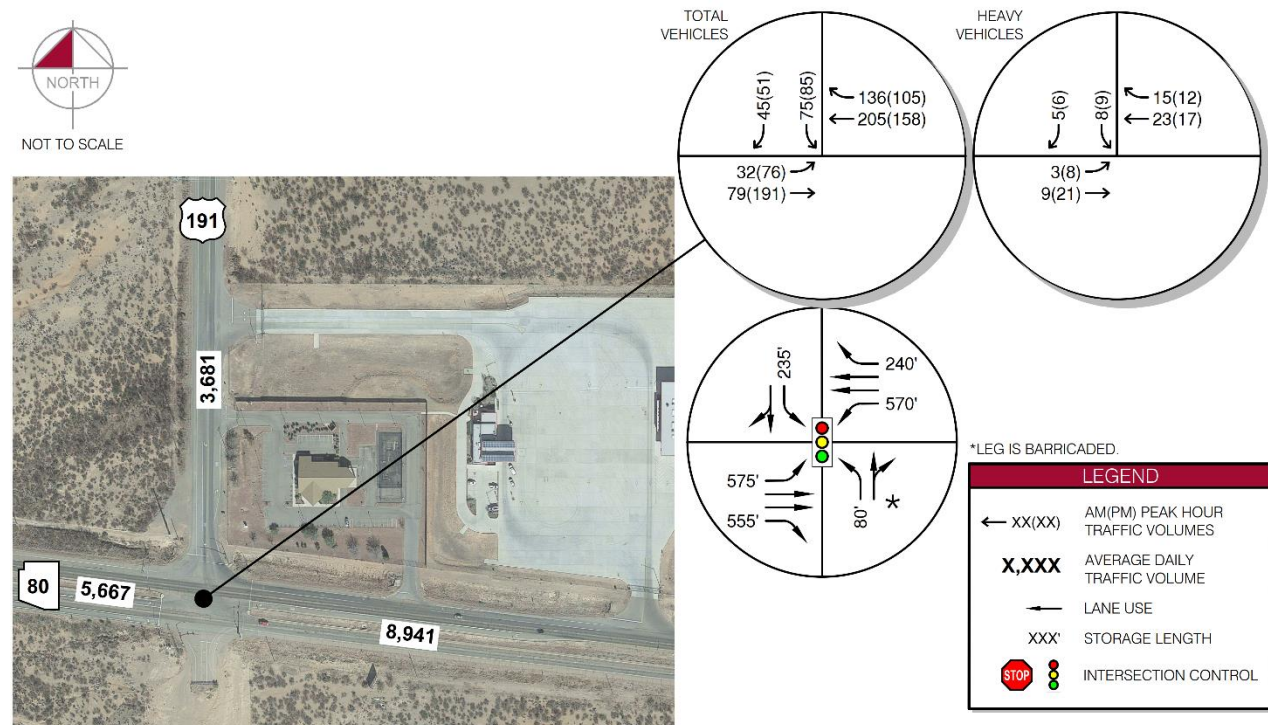 NORTH
NOT TO SCALE
TOTAL
VEHICLES
45(51)
75(85)
136(105)
205(158)
32(76)
79(191)
HEAVY
VEHICLES
5(6)
8(9)
15(12)
23(17)
3(8)
9(21)
191
3,681
80
5,667
8,941
235'
240'
570'
575'
555'
80'
*
*LEG IS BARRICADED.
LEGEND
XX(XX)
AM(PM) PEAK HOUR
TRAFFIC VOLUMES
X,XXX
AVERAGE DAILY
TRAFFIC VOLUME
LANE USE
XXX'
STORAGE LENGTH
STOP
INTERSECTION CONTROL